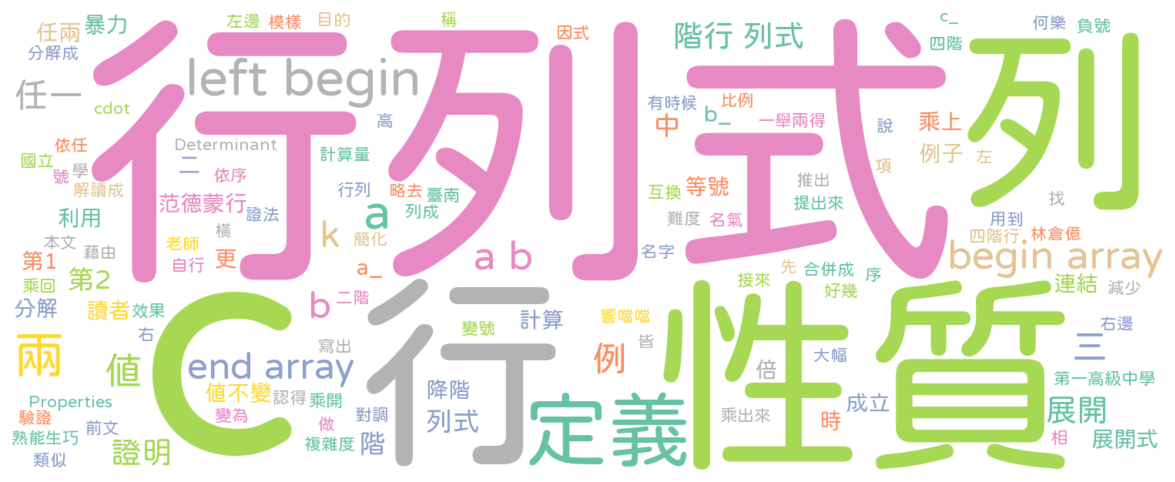 行列式
列
行
性質
C
left begin
begin array
end array
定義
階行 列式
任兩
暴力
左邊
模樣
目的
稱
因式
分解成
任一
cdot
c_
何樂
負號
四階
有時候
比例
b_
中
一舉兩得
說
乘上
例子
左
項
高
Determinant
二
計算量
依任
國立
號
學
解讀成
依序
行列
略去
臺南
列成
互換
等號
推出
提出來
找
范德蒙行
證法
a
k
簡化
難度
名氣
用到
四階行
林倉億
利用
本文
藉由
橫
老師
自行
更
a b
名字
第1
第2
乘回
a_
接來
先
合併成
序
好幾
連結
減少
分解
讀者
效果
右
b
二階
變號
計算
響噹噹
皆
寫出
兩
值
值不變
認得
乘開
變為
做
複雜度
對調
階
降階
列式
例
倍
大幅
右邊
三
第一高級中學
Properties
驗證
前文
熟能生巧
類似
證明
乘出來
時
成立
展開
相
展開式